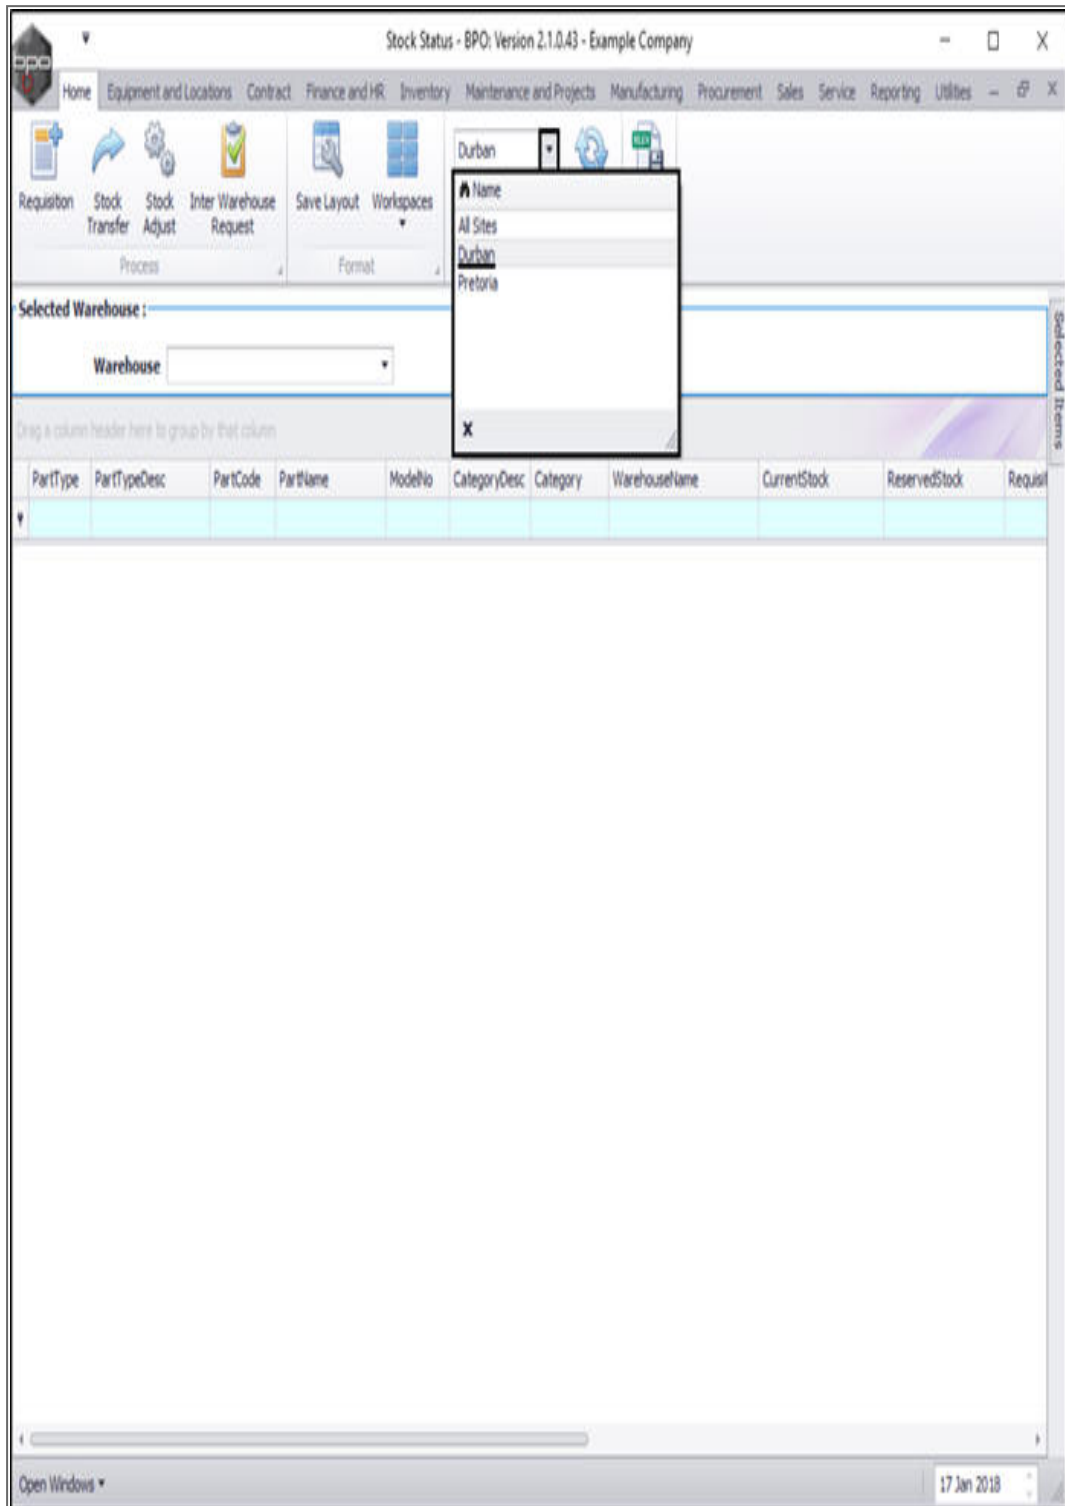 Stock Status - BPO: Version 2.1.0.43 - Example Company
bpo
Home Equipment and Locations Contract Finance and HR Inventory Maintenance and Projects Manufacturing Procurement Sales Service Reporting Utilities
Durban
Requisition Stock Transfer Stock Adjust Inter Warehouse Request Save Layout Workspaces
Process Format
Name
All Sites
Durban
Pretoria
Selected Warehouse :
Warehouse
Selected Items
Drag a column header here to group by that column
PartType PartTypeDesc PartCode PartName ModelNo CategoryDesc Category WarehouseName CurrentStock ReservedStock Requisit
Open Windows 17 Jan 2018